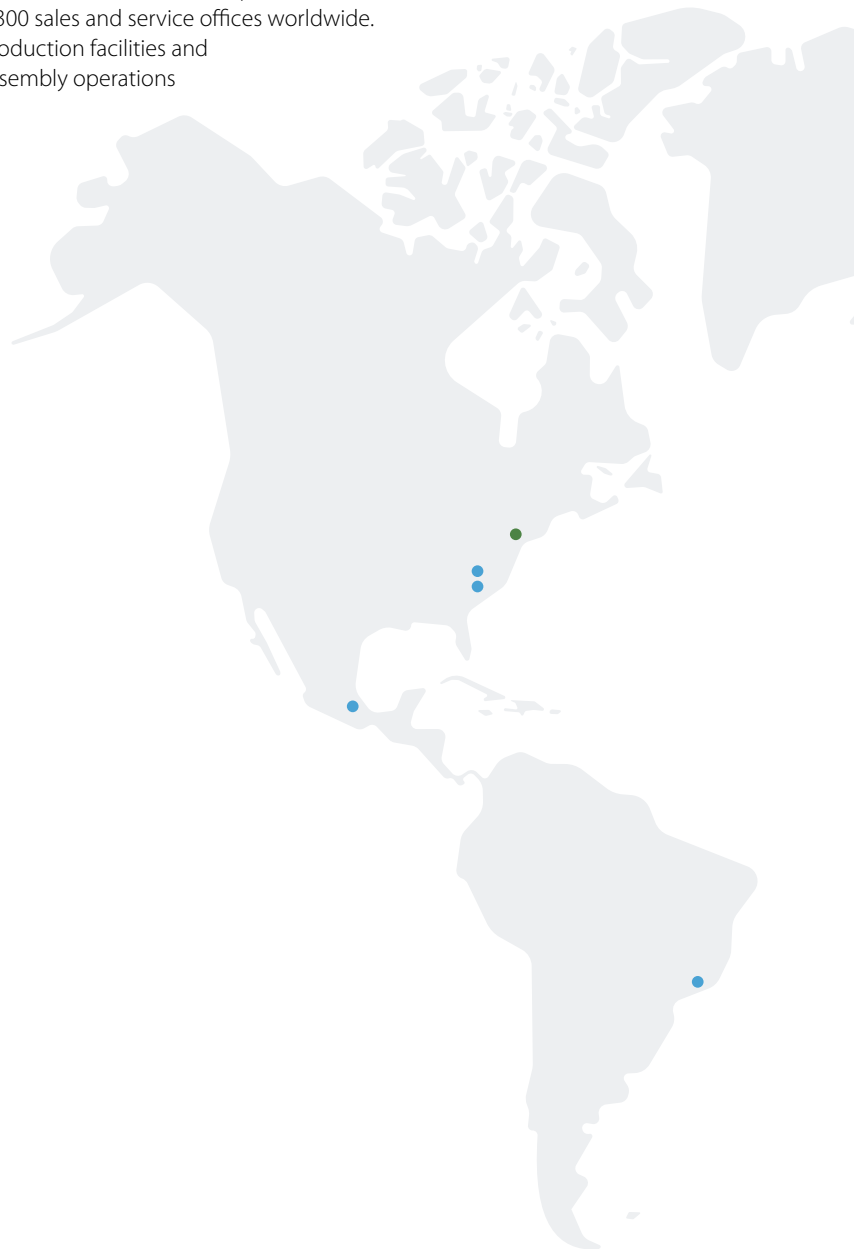 300 sales and service offices worldwide.
oduction facilities and
sembly operations